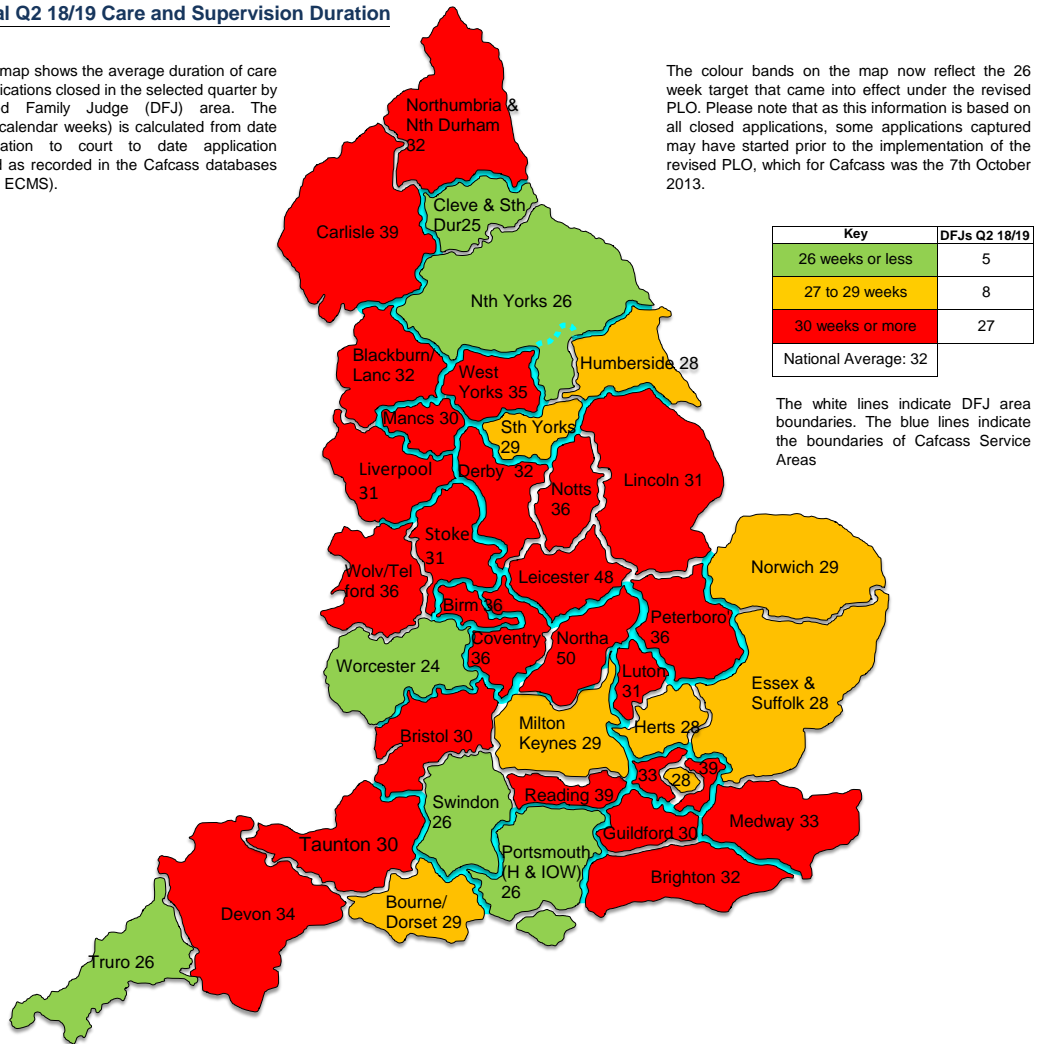 al Q2 18/19 Care and Supervision Duration
map shows the average duration of care
ications closed in the selected quarter by
d Family Judge (DFJ) area. The
calendar weeks) is calculated from date
ation to court to date application
d as recorded in the Cafcass databases
ECMS).
The colour bands on the map now reflect the 26
week target that came into effect under the revised
PLO. Please note that as this information is based on
all closed applications, some applications captured
may have started prior to the implementation of the
revised PLO, which for Cafcass was the 7th October
2013.
Key DFJs Q2 18/19
26 weeks or less 5
27 to 29 weeks 8
30 weeks or more 27
National Average: 32
The white lines indicate DFJ area
boundaries. The blue lines indicate
the boundaries of Cafcass Service
Areas
Northumbria &
Nth Durham
32
Cleve & Sth
Dur25
Carlisle 39
Nth Yorks 26
Humberside 28
Blackburn/
Lanc 32
West
Yorks 35
Mancs 30
Sth Yorks
29
Liverpool
31
Derby 32
Notts
36
Lincoln 31
Stoke
31
Wolv/Tel
ford 36
Leicester 48
Norwich 29
Birm 36
Peterboro
36
Coventry
36
Northa
50
Worcester 24
Luton
31
Essex &
Suffolk 28
Bristol 30
Milton
Keynes 29
Herts 28
33
28
39
Swindon
26
Reading 39
Guildford 30
Medway 33
Taunton 30
Portsmouth
(H & IOW)
26
Brighton 32
Bourne/
Dorset 29
Devon 34
Truro 26